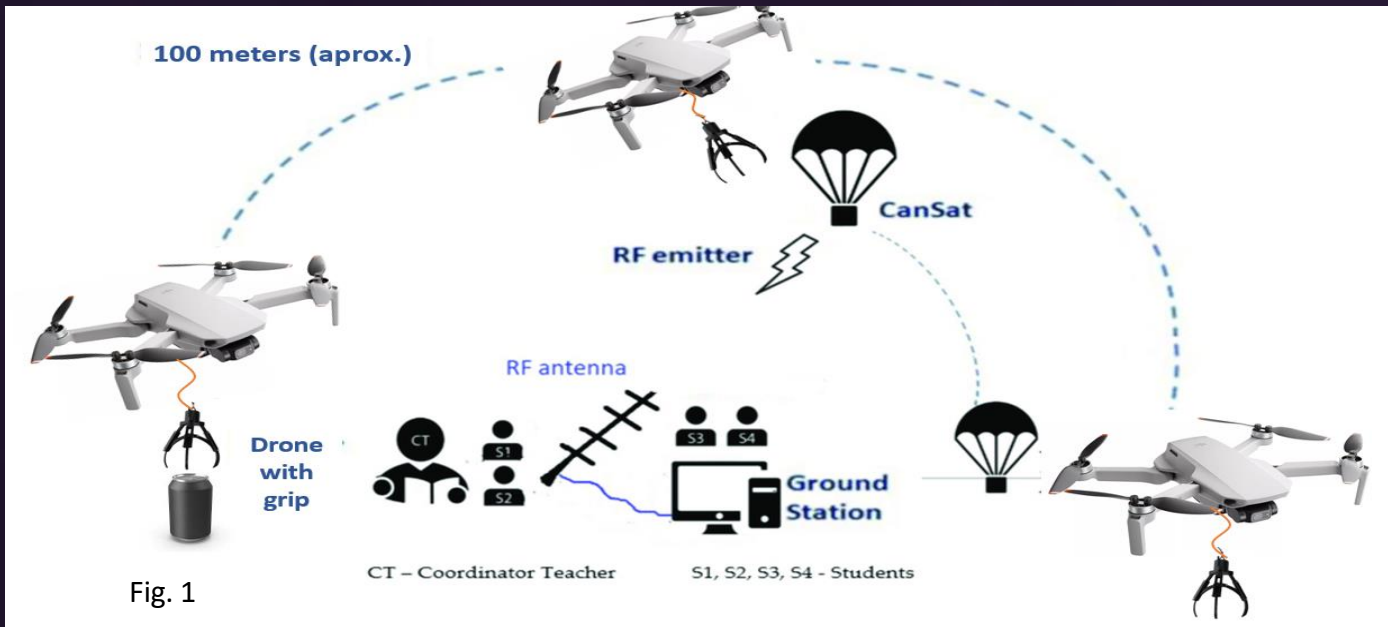 100 meters (aprox.)
CanSat
RF emitter
RF antenna
Drone
with
grip
CT
S1
S2
S3
S4
Ground
Station
CT – Coordinator Teacher
S1, S2, S3, S4 - Students
Fig. 1